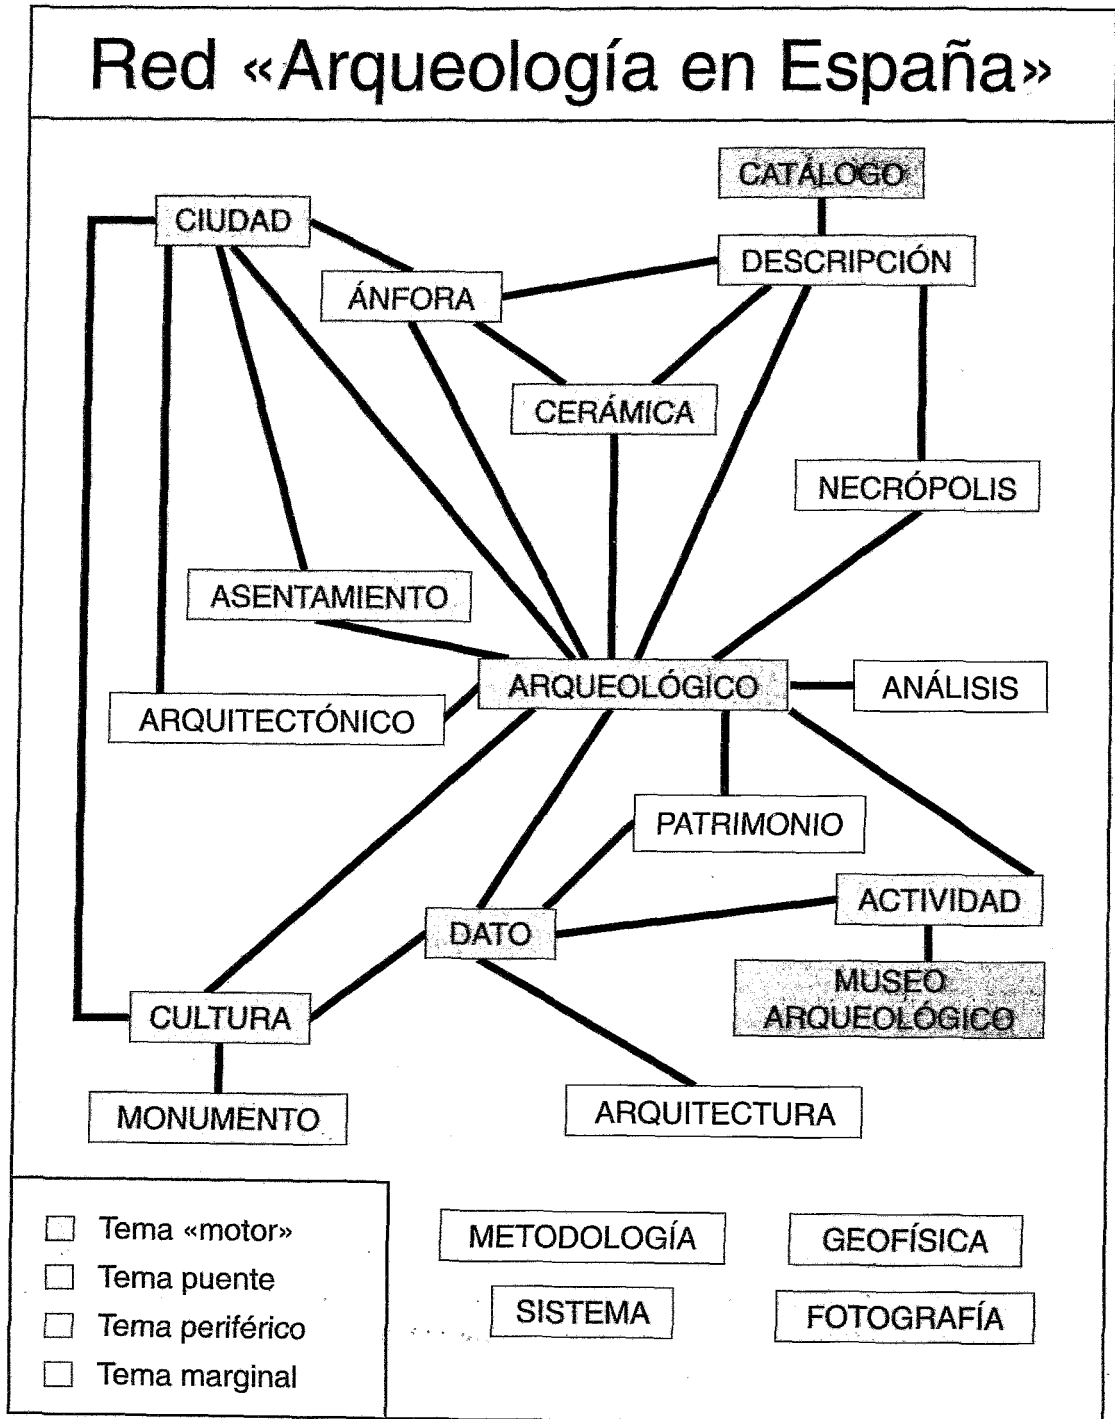 Red «Arqueología en España»
CATÁLOGO
CIUDAD
DESCRIPCIÓN
ÁNFORA
CERÁMICA
NECRÓPOLIS
ASENTAMIENTO
ARQUEOLÓGICO
ANÁLISIS
ARQUITECTÓNICO
PATRIMONIO
ACTIVIDAD
DATO
MUSEO
ARQUEOLÓGICO
CULTURA
MONUMENTO
ARQUITECTURA
Tema «motor»
Tema puente
Tema periférico
Tema marginal
METODOLOGÍA
GEOFÍSICA
SISTEMA
FOTOGRAFÍA